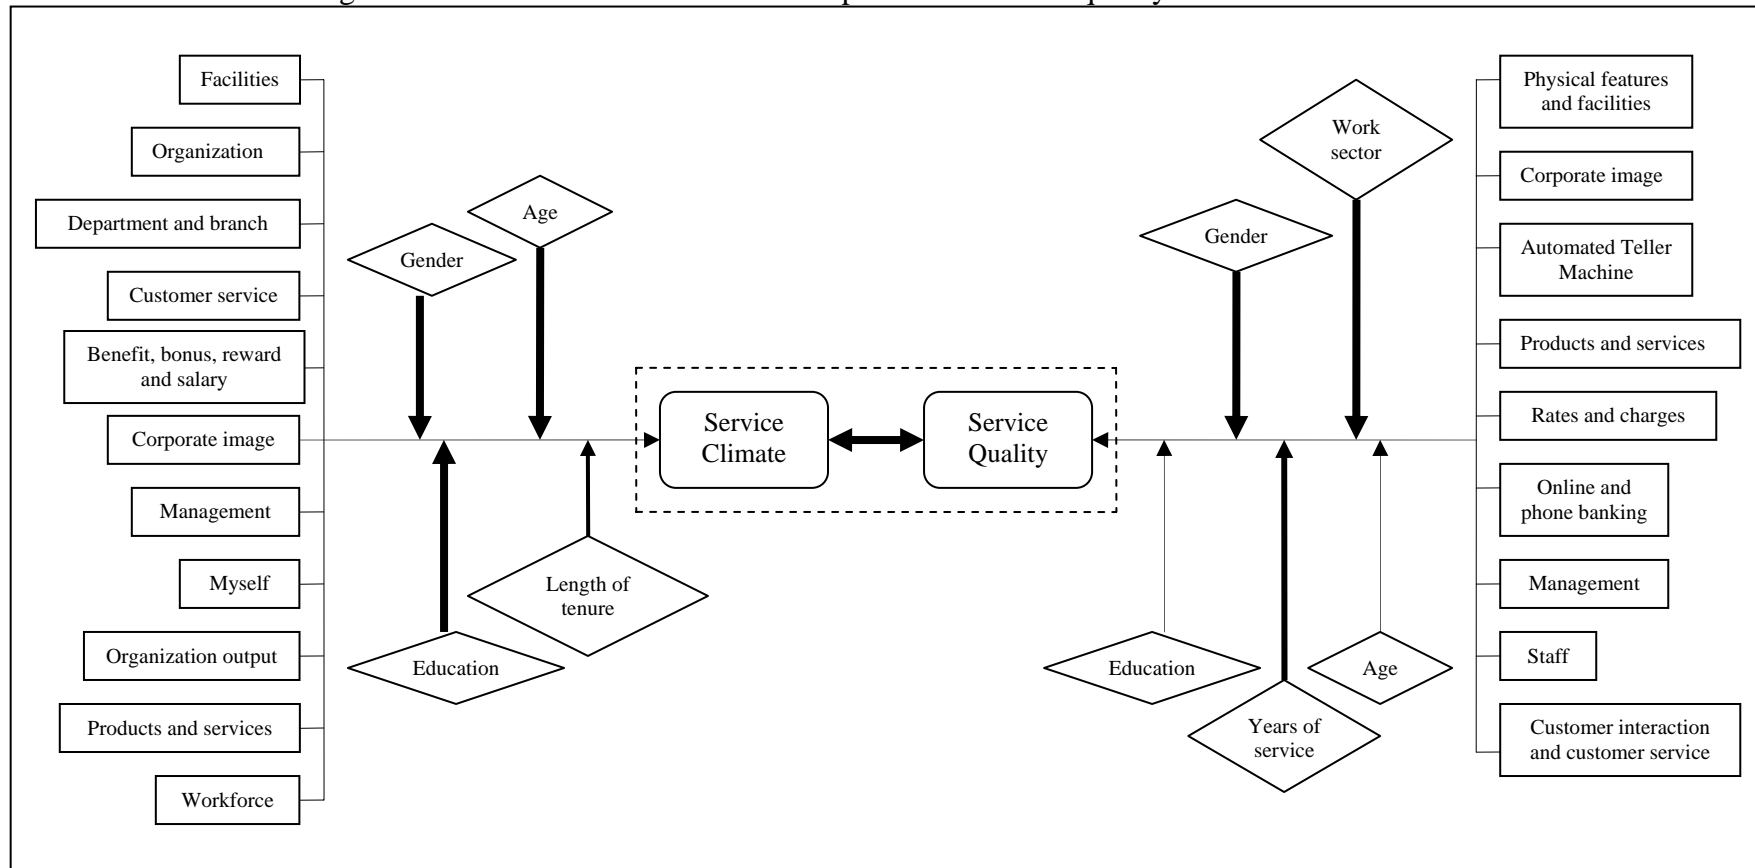 Facilities
Organization
Department and branch
Customer service
Benefit, bonus, reward
and salary
Corporate image
Management
Myself
Organization output
Products and services
Workforce
Gender
Age
Education
Length of
tenure
Service
Climate
Service
Quality
Gender
Work
sector
Education
Years of
service
Age
Physical features
and facilities
Corporate image
Automated Teller
Machine
Products and services
Rates and charges
Online and
phone banking
Management
Staff
Customer interaction
and customer service